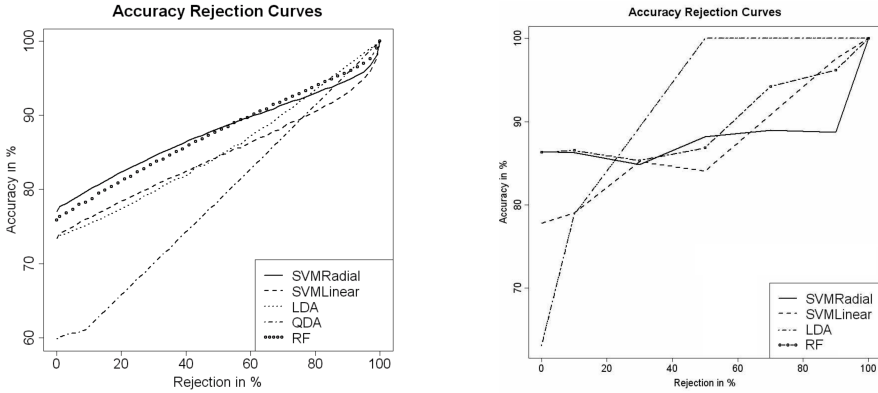 Accuracy Rejection Curves
Accuracy in %
100
90
80
70
60
0
20
40
60
80
100
Rejection in %
SVMRadial
SVMLinear
LDA
QDA
RF
Accuracy Rejection Curves
Accuracy in %
100
90
80
70
0
20
40
60
80
100
Rejection in %
SVMRadial
SVMLinear
LDA
RF